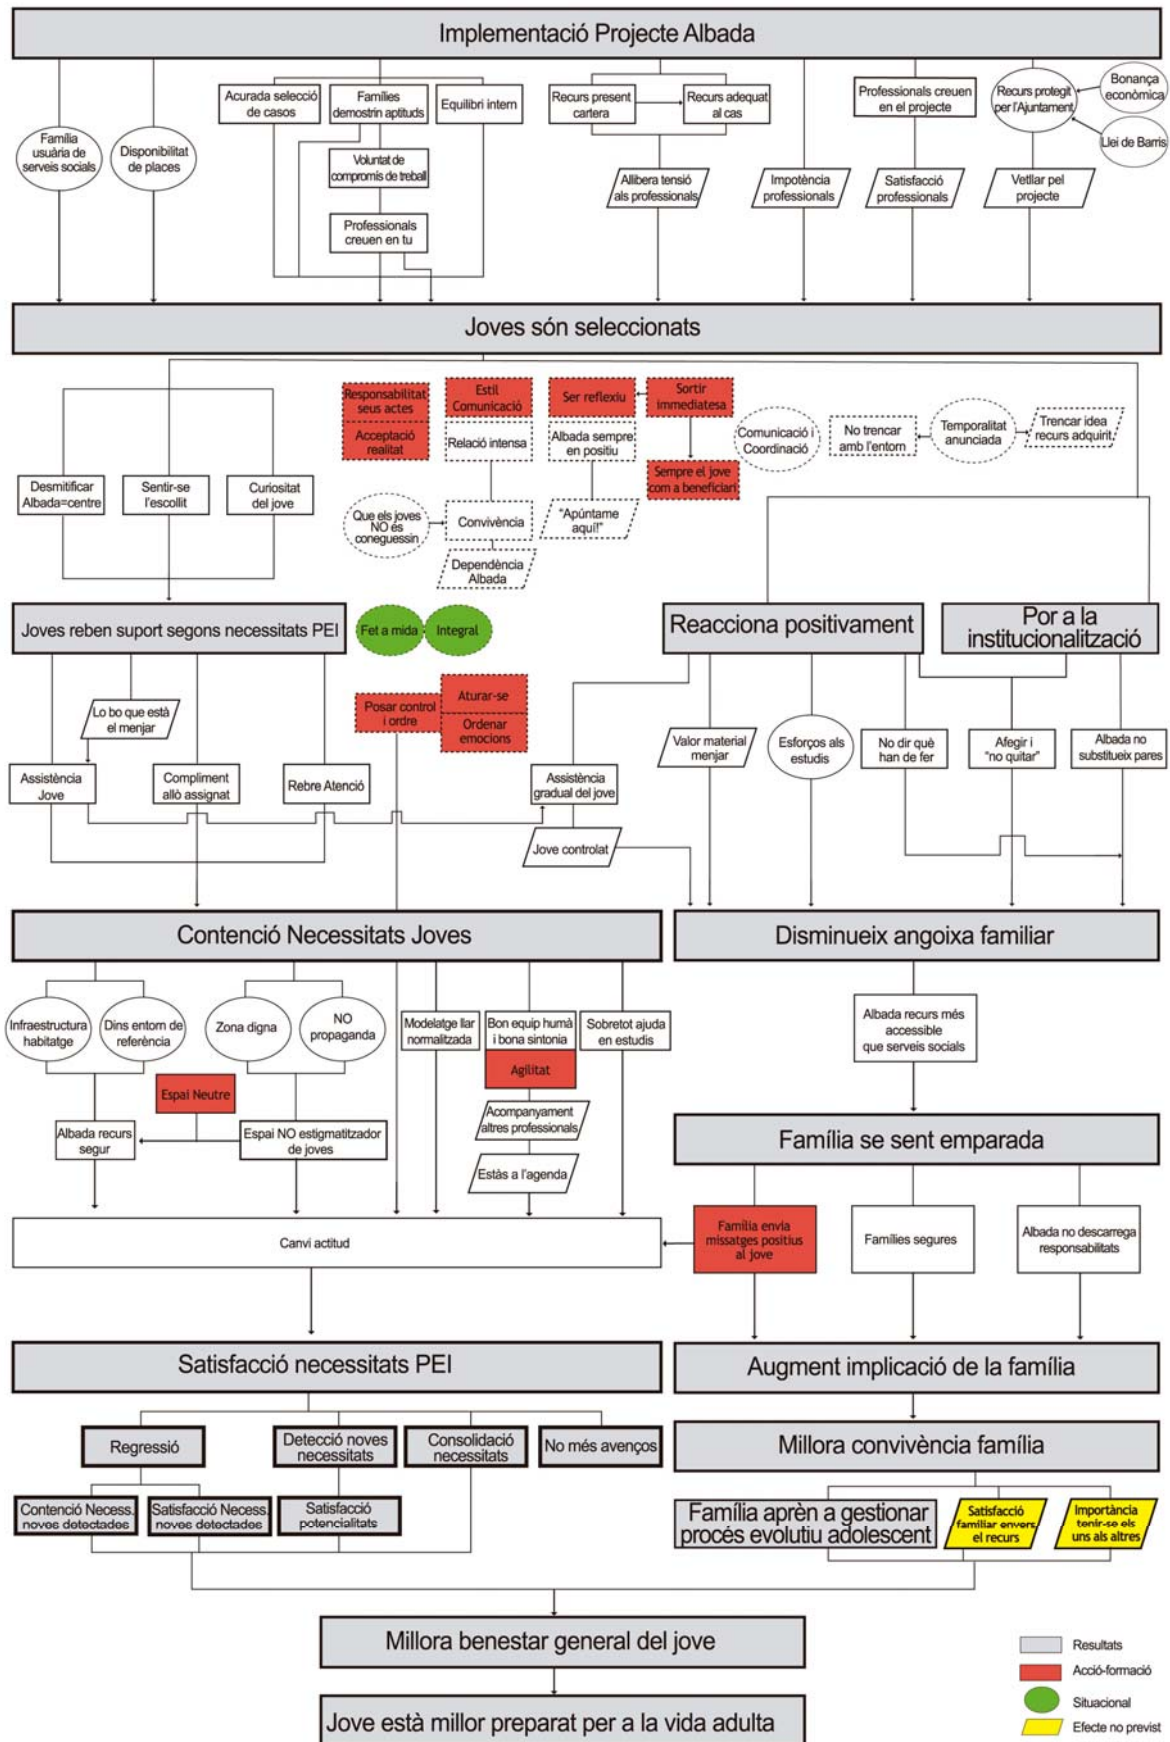 Implementació Projecte Albada
Acurada selecció
de casos
Famílies
demostrin aptituds
Equilibri intern
Recurs present
cartera
Recurs adequat
al cas
Professionals creuen
en el projecte
Recurs protegit
per l'Ajuntament
Bonança
econòmica
Llei de Barris
Família
usuària de
serveis socials
Disponibilitat
de places
Voluntat de
compromis de treball
Professionals
creuen en tu
Allibera tensió
als professionals
Impotència
professionals
Satisfacció
professionals
Vetllar pel
projecte
Joves són seleccionats
Desmitificar
Albada=centre
Sentir-se
l'escollit
Curiositat
del jove
Responsabilitat
seus actes
Acceptació
realitat
Estil
Comunicació
Relació intensa
Ser reflexiu
Albada sempre
en positiu
Sortir
immediatesa
Sempre el jove
com a beneficiari
Comunicació i
Coordinació
No trencar
amb l'entorn
Temporalitat
anunciada
Trencar idea
recurs adquirit
Que els joves
NO es
coneguessin
Convivència
"Apúntame
aquí!"
Dependència
Albada
Joves reben suport segons necessitats PEI
Fet a mida
Integral
Reacciona positivament
Por a la
institucionalització
Lo bo que està
el menjar
Posar control
i ordre
Aturar-se
Ordenar
emocions
Valor material
menjar
Esforços als
estudis
No dir què
han de fer
Afegir i
"no quitar"
Albada no
substitueix pares
Assistència
Jove
Compliment
allò assignat
Rebre Atenció
Assistència
gradual del jove
Jove controlat
Contenció Necessitats Joves
Disminueix angoixa familiar
Infraestructura
habitatge
Dins entorn de
referència
Zona digna
NO
propaganda
Modelatge llar
normalitzada
Bon equip humà
i bona sintonia
Agilitat
Sobretot ajuda
en estudis
Albada recurs més
accessible
que serveis socials
Espai Neutre
Acompanyament
altres professionals
Albada recurs
segur
Espai NO estigmatitzador
de joves
Estàs a l'agenda
Família se sent emparada
Canvi actitud
Família envia
missatges positius
al jove
Famílies segures
Albada no descarrega
responsabilitats
Satisfacció necessitats PEI
Augment implicació de la família
Regressió
Detecció noves
necessitats
Consolidació
necessitats
No més avenços
Millora convivència família
Contenció Necess.
noves detectades
Satisfacció Necess.
noves detectades
Satisfacció
potencialitats
Família aprèn a gestionar
procés evolutiu adolescent
Satisfacció
familiar envers
el recurs
Importància
tenir-se els
uns als altres
Millora benestar general del jove
Jove està millor preparat per a la vida adulta
Resultats
Acció-formació
Situacional
Efecte no previst